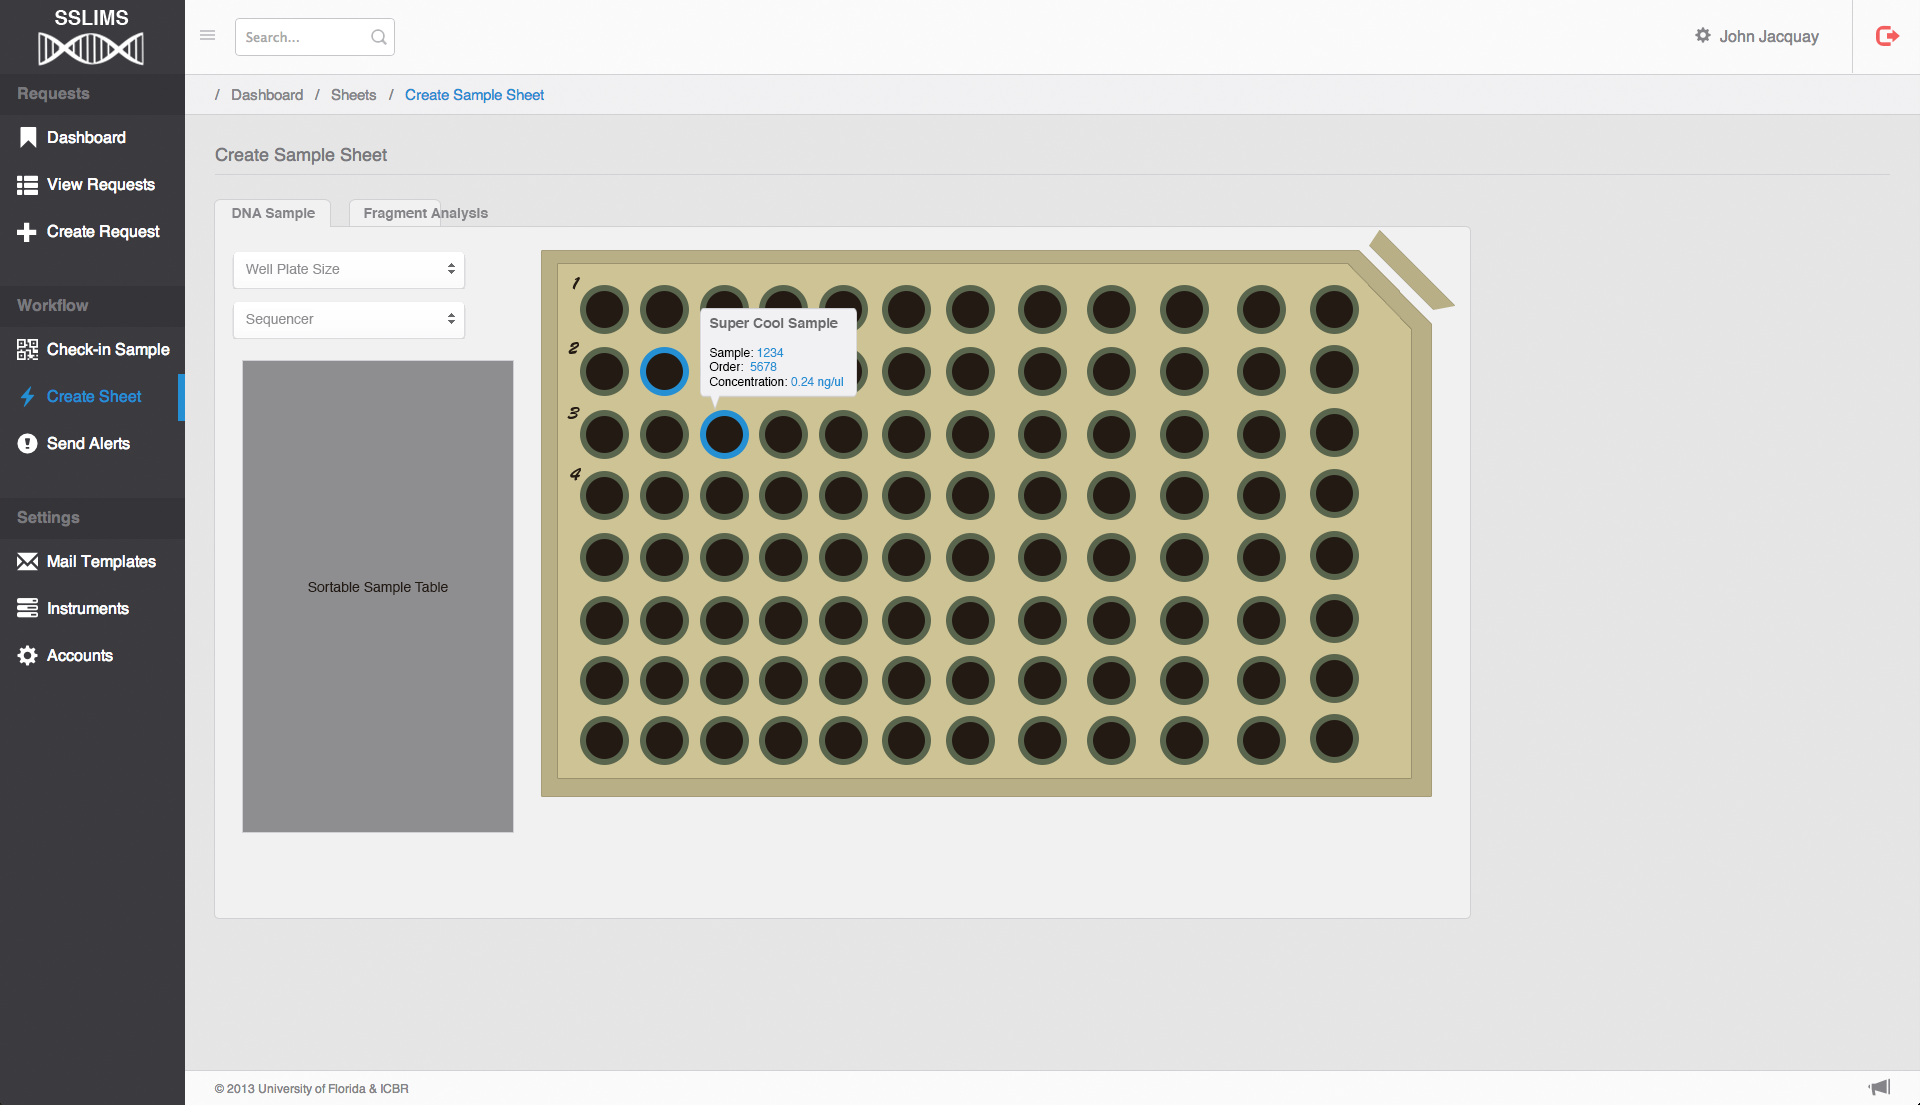 SSLIMS
Search...
John Jacquay
Requests
Dashboard
View Requests
Create Request
Workflow
Check-in Sample
Create Sheet
Send Alerts
Settings
Mail Templates
Instruments
Accounts
/ Dashboard / Sheets / Create Sample Sheet
Create Sample Sheet
DNA Sample
Fragment Analysis
Well Plate Size
Sequencer
Sortable Sample Table
1
2
3
4
Super Cool Sample
Sample: 1234
Order: 5678
Concentration: 0.24 ng/ul
© 2013 University of Florida & ICBR